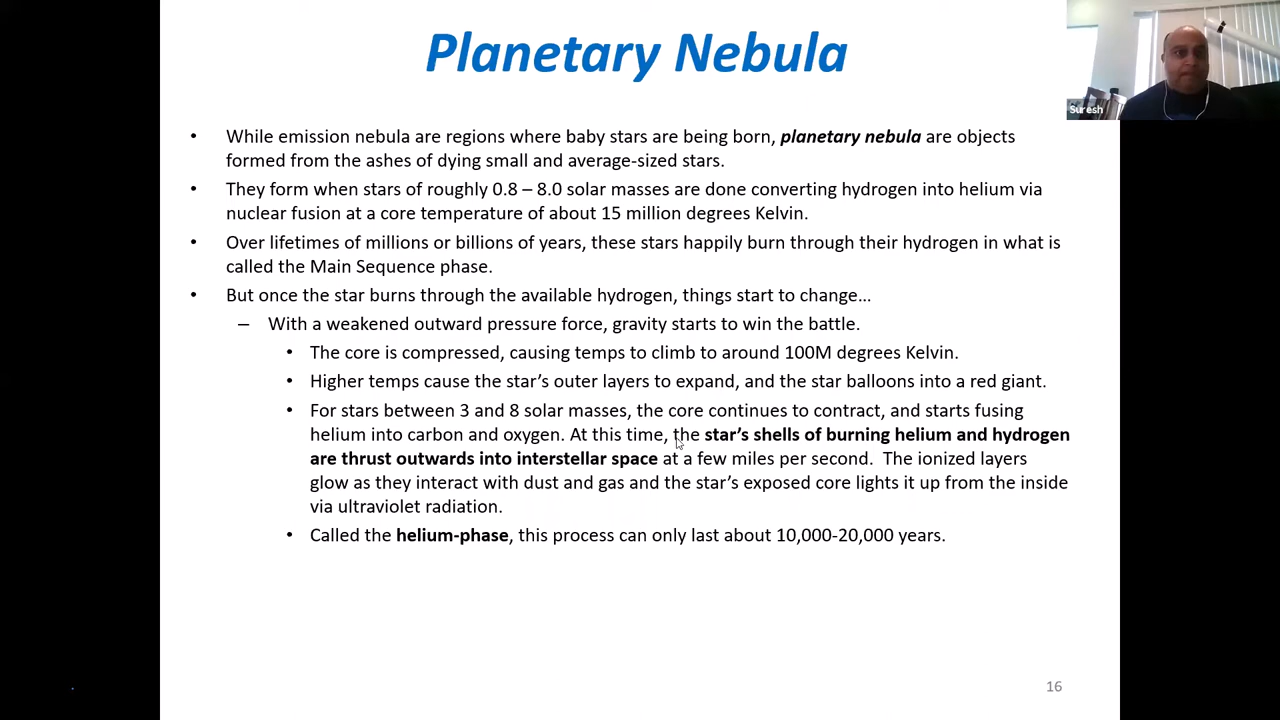 Planetary Nebula
Suresh
• While emission nebula are regions where baby stars are being born, planetary nebula are objects
formed from the ashes of dying small and average-sized stars.
• They form when stars of roughly 0.8 – 8.0 solar masses are done converting hydrogen into helium via
nuclear fusion at a core temperature of about 15 million degrees Kelvin.
• Over lifetimes of millions or billions of years, these stars happily burn through their hydrogen in what is
called the Main Sequence phase.
• But once the star burns through the available hydrogen, things start to change…
– With a weakened outward pressure force, gravity starts to win the battle.
• The core is compressed, causing temps to climb to around 100M degrees Kelvin.
• Higher temps cause the star’s outer layers to expand, and the star balloons into a red giant.
• For stars between 3 and 8 solar masses, the core continues to contract, and starts fusing
helium into carbon and oxygen. At this time, the star’s shells of burning helium and hydrogen
are thrust outwards into interstellar space at a few miles per second. The ionized layers
glow as they interact with dust and gas and the star’s exposed core lights it up from the inside
via ultraviolet radiation.
• Called the helium-phase, this process can only last about 10,000-20,000 years.
16